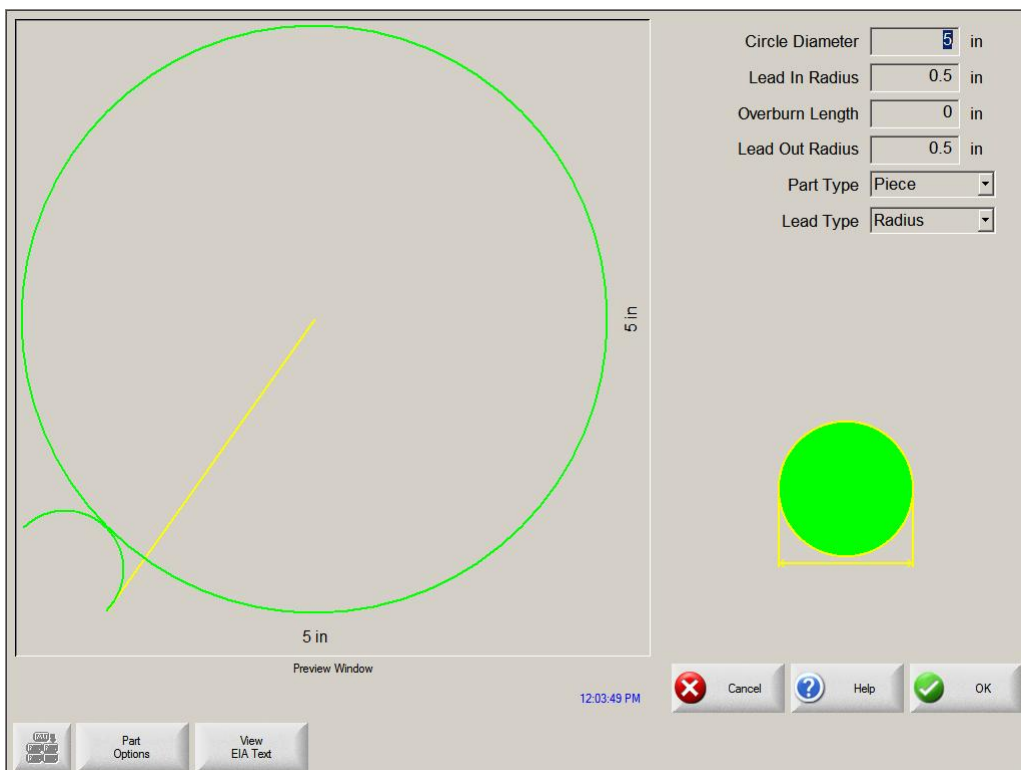 Circle Diameter 5 in
Lead In Radius 0.5 in
Overburn Length 0 in
Lead Out Radius 0.5 in
Part Type Piece
Lead Type Radius
5 in
5 in
Preview Window
12:03:49 PM
Cancel
Help
OK
Part
Options
View
EIA Text